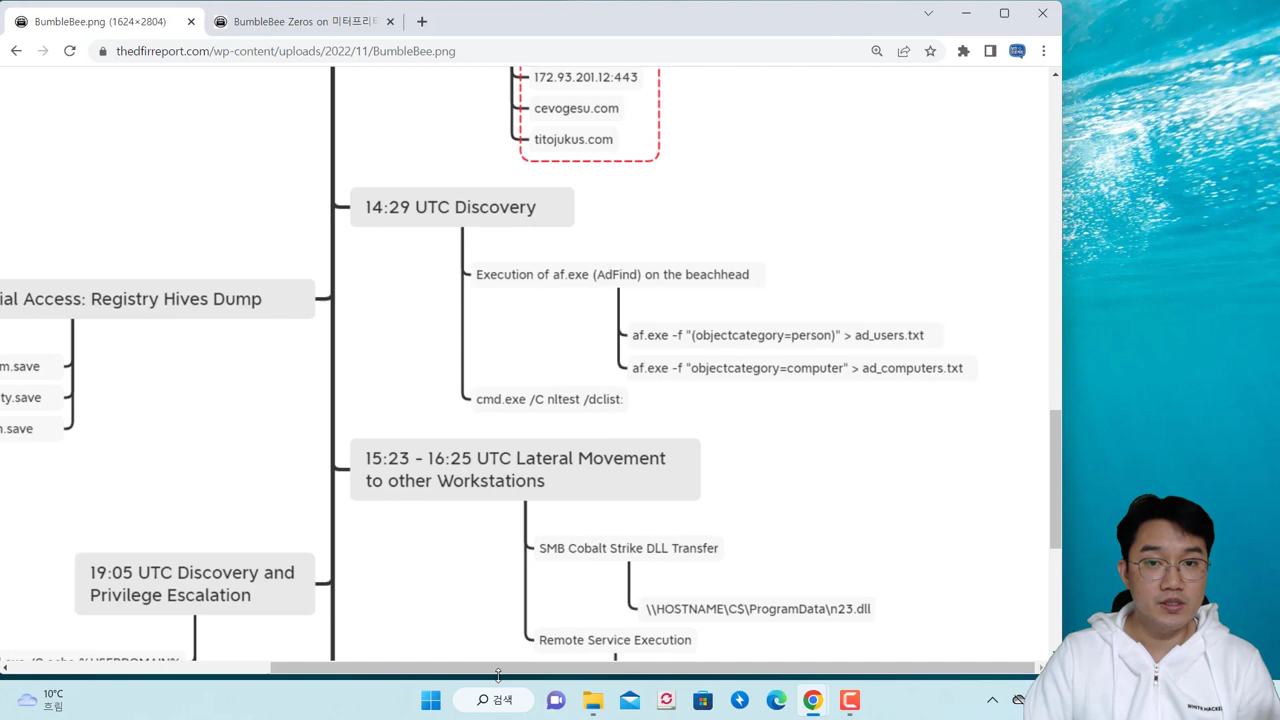 BumbleBee.png (1624×2804)
BumbleBee Zeros on 미터프리트
thedfirreport.com/wp-content/uploads/2022/11/BumbleBee.png
172.93.201.12:443
cevogesu.com
titojukus.com
14:29 UTC Discovery
Execution of af.exe (AdFind) on the beachhead
ial Access: Registry Hives Dump
af.exe -f "(objectcategory=person)" > ad_users.txt
m.save
af.exe -f "objectcategory=computer" > ad_computers.txt
ty.save
cmd.exe /C nltest /dclist:
n.save
15:23 - 16:25 UTC Lateral Movement
to other Workstations
SMB Cobalt Strike DLL Transfer
19:05 UTC Discovery and
Privilege Escalation
\\HOSTNAME\C$\ProgramData\n23.dll
Remote Service Execution
10°C
흐림
검색
WHITE HACKER